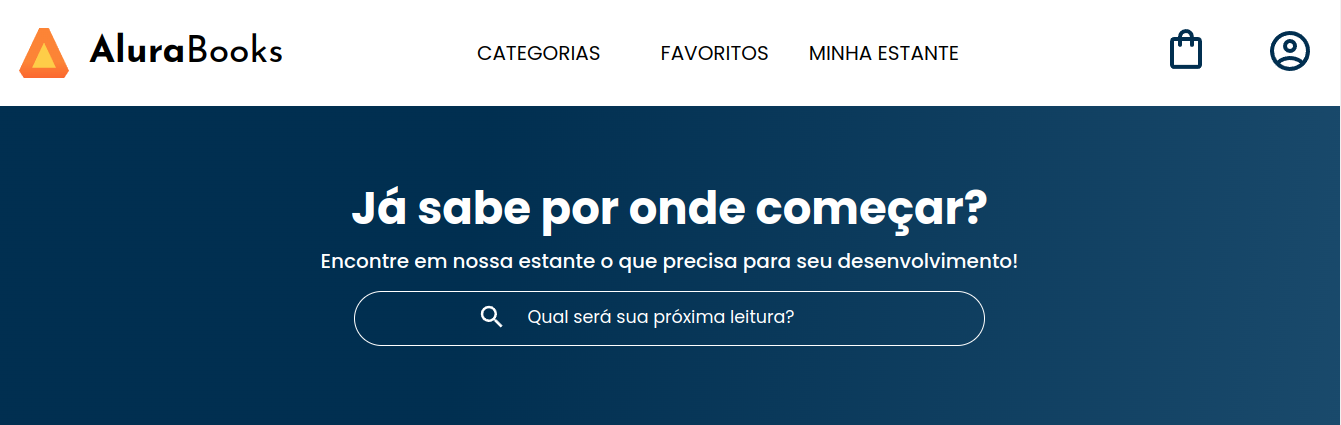 AluraBooks
CATEGORIAS FAVORITOS MINHA ESTANTE
Já sabe por onde começar?
Encontre em nossa estante o que precisa para seu desenvolvimento!
Qual será sua próxima leitura?